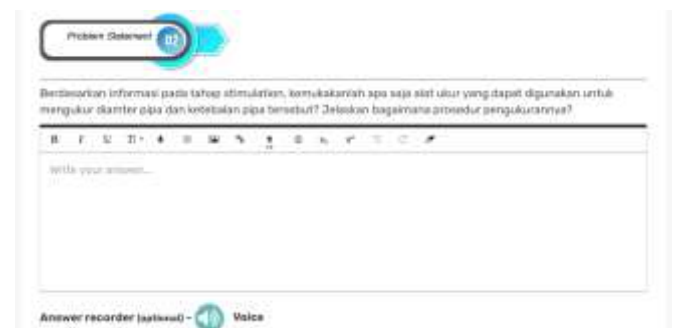 Problem Statement
02
Berdasarkan informasi pada tahap stimulation, kemukakanlah apa saja alat ukur yang dapat digunakan untuk
mengukur diamter pipa dan ketebalan pipa tersebut? Jelaskan bagaimana prosedur pengukurannya?
B I U
Write your answer...
Answer recorder (optional) - Voice